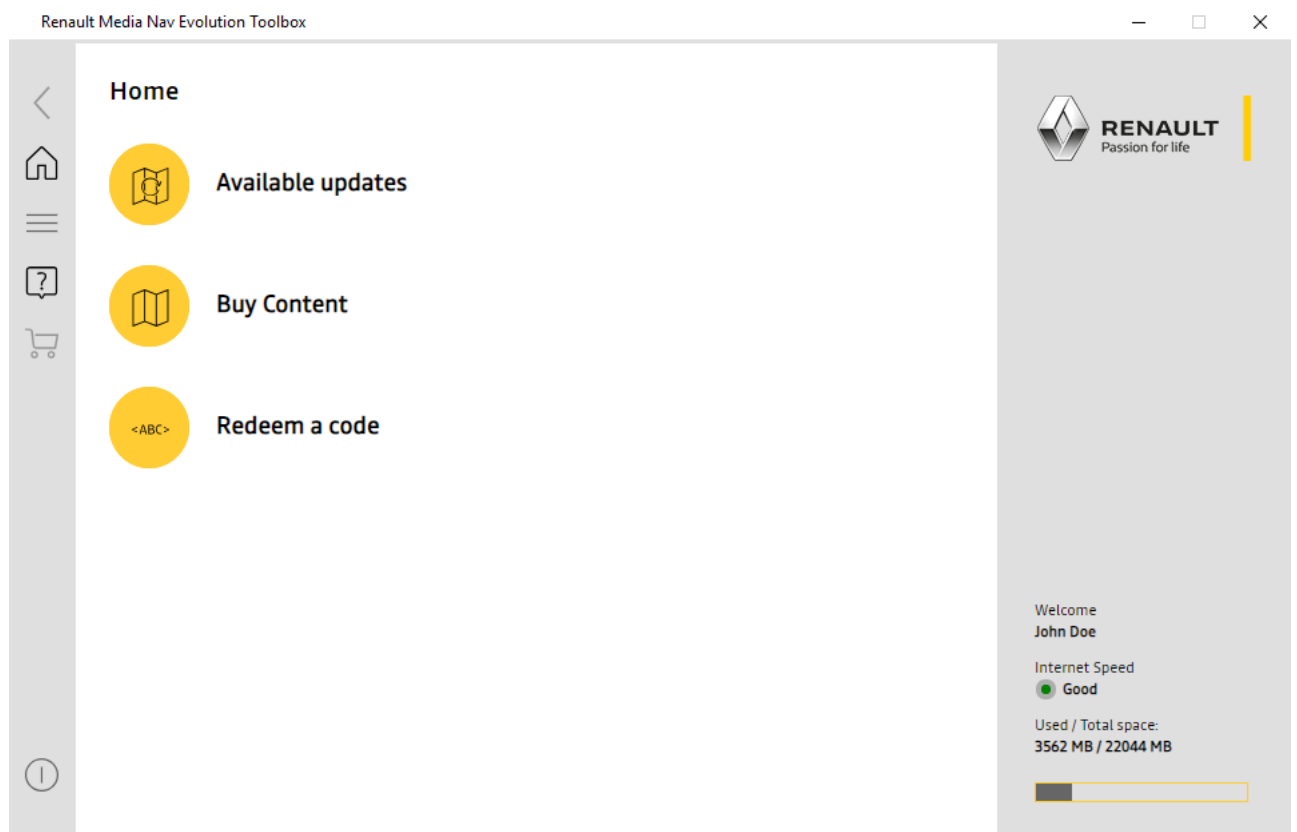 Renault Media Nav Evolution Toolbox
Home
Available updates
Buy Content
<ABC>
Redeem a code
RENAULT
Passion for life
Welcome
John Doe
Internet Speed
Good
Used / Total space:
3562 MB / 22044 MB